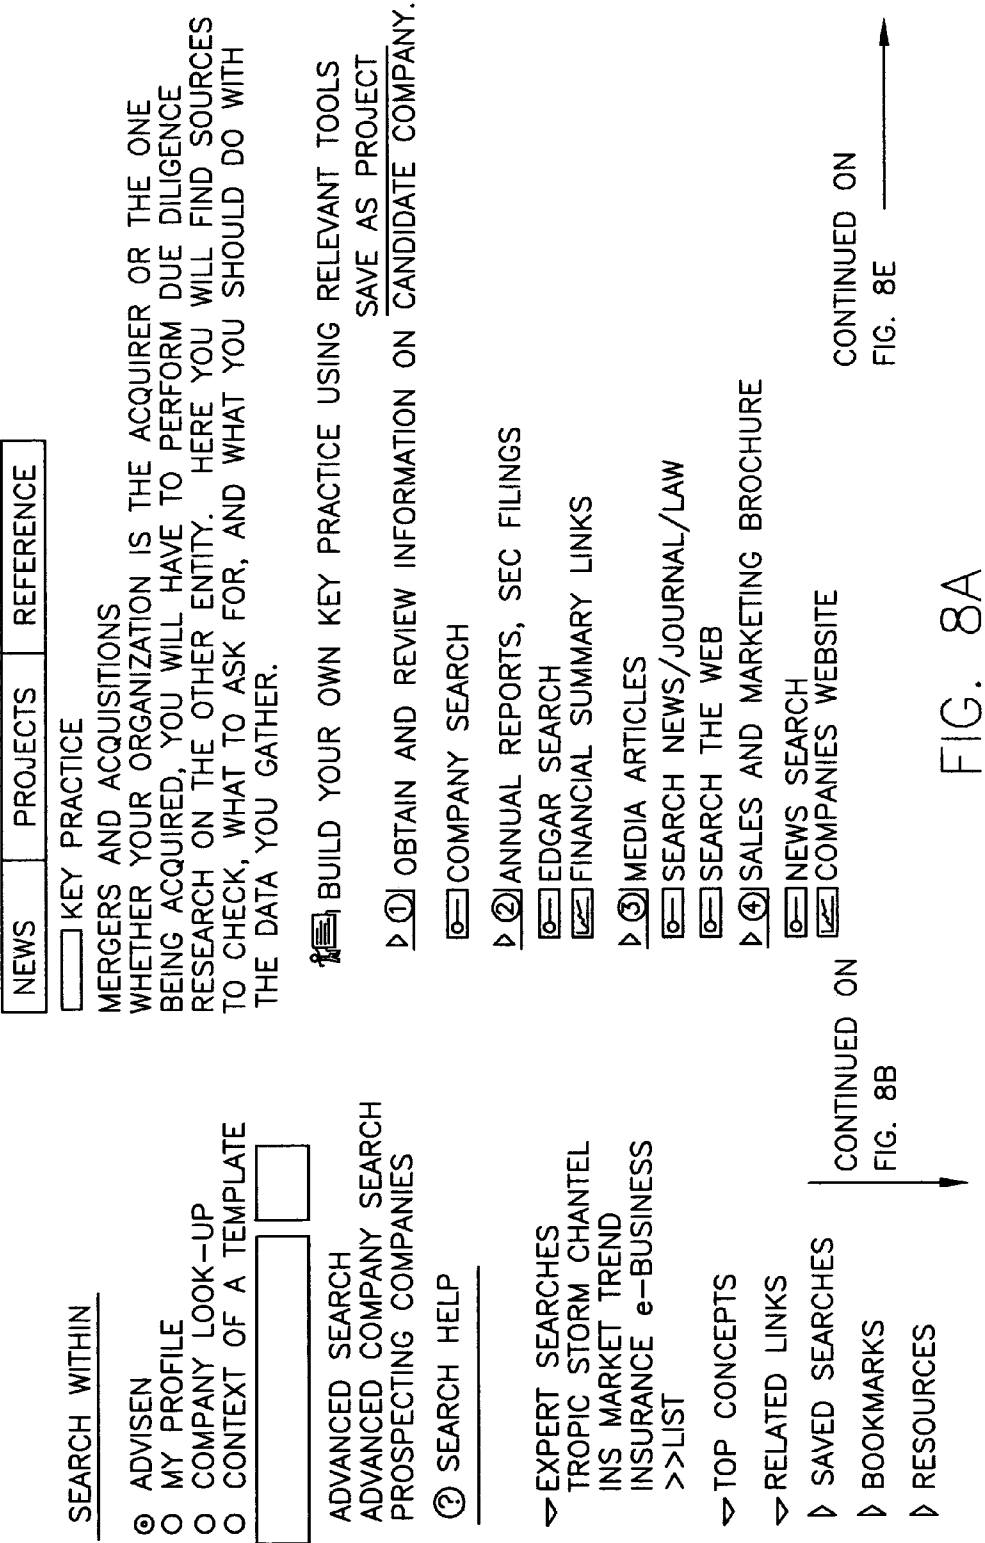 SEARCH WITHIN
ADVISEN
MY PROFILE
COMPANY LOOK-UP
CONTEXT OF A TEMPLATE
ADVANCED SEARCH
ADVANCED COMPANY SEARCH
PROSPECTING COMPANIES
? SEARCH HELP
EXPERT SEARCHES
TROPIC STORM CHANTEL
INS MARKET TREND
INSURANCE e-BUSINESS
>>LIST
TOP CONCEPTS
RELATED LINKS
SAVED SEARCHES
BOOKMARKS
RESOURCES
CONTINUED ON
FIG. 8B
NEWS PROJECTS REFERENCE
KEY PRACTICE
MERGERS AND ACQUISITIONS
WHETHER YOUR ORGANIZATION IS THE ACQUIRER OR THE ONE
BEING ACQUIRED, YOU WILL HAVE TO PERFORM DUE DILIGENCE
RESEARCH ON THE OTHER ENTITY. HERE YOU WILL FIND SOURCES
TO CHECK, WHAT TO ASK FOR, AND WHAT YOU SHOULD DO WITH
THE DATA YOU GATHER.
BUILD YOUR OWN KEY PRACTICE USING RELEVANT TOOLS
SAVE AS PROJECT
1 OBTAIN AND REVIEW INFORMATION ON CANDIDATE COMPANY.
COMPANY SEARCH
2 ANNUAL REPORTS, SEC FILINGS
EDGAR SEARCH
FINANCIAL SUMMARY LINKS
3 MEDIA ARTICLES
SEARCH NEWS/JOURNAL/LAW
SEARCH THE WEB
4 SALES AND MARKETING BROCHURE
NEWS SEARCH
COMPANIES WEBSITE
CONTINUED ON
FIG. 8E
FIG. 8A